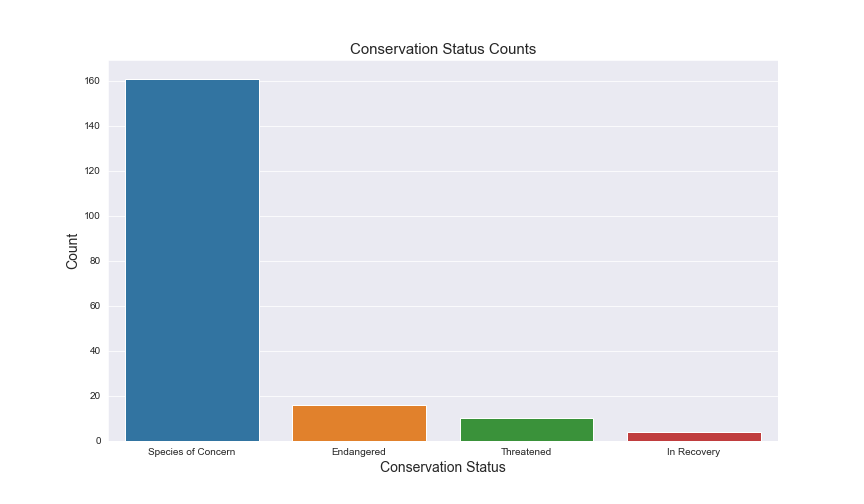 Conservation Status Counts
160
140
120
100
80
60
40
20
0
Count
Species of Concern
Endangered
Threatened
In Recovery
Conservation Status